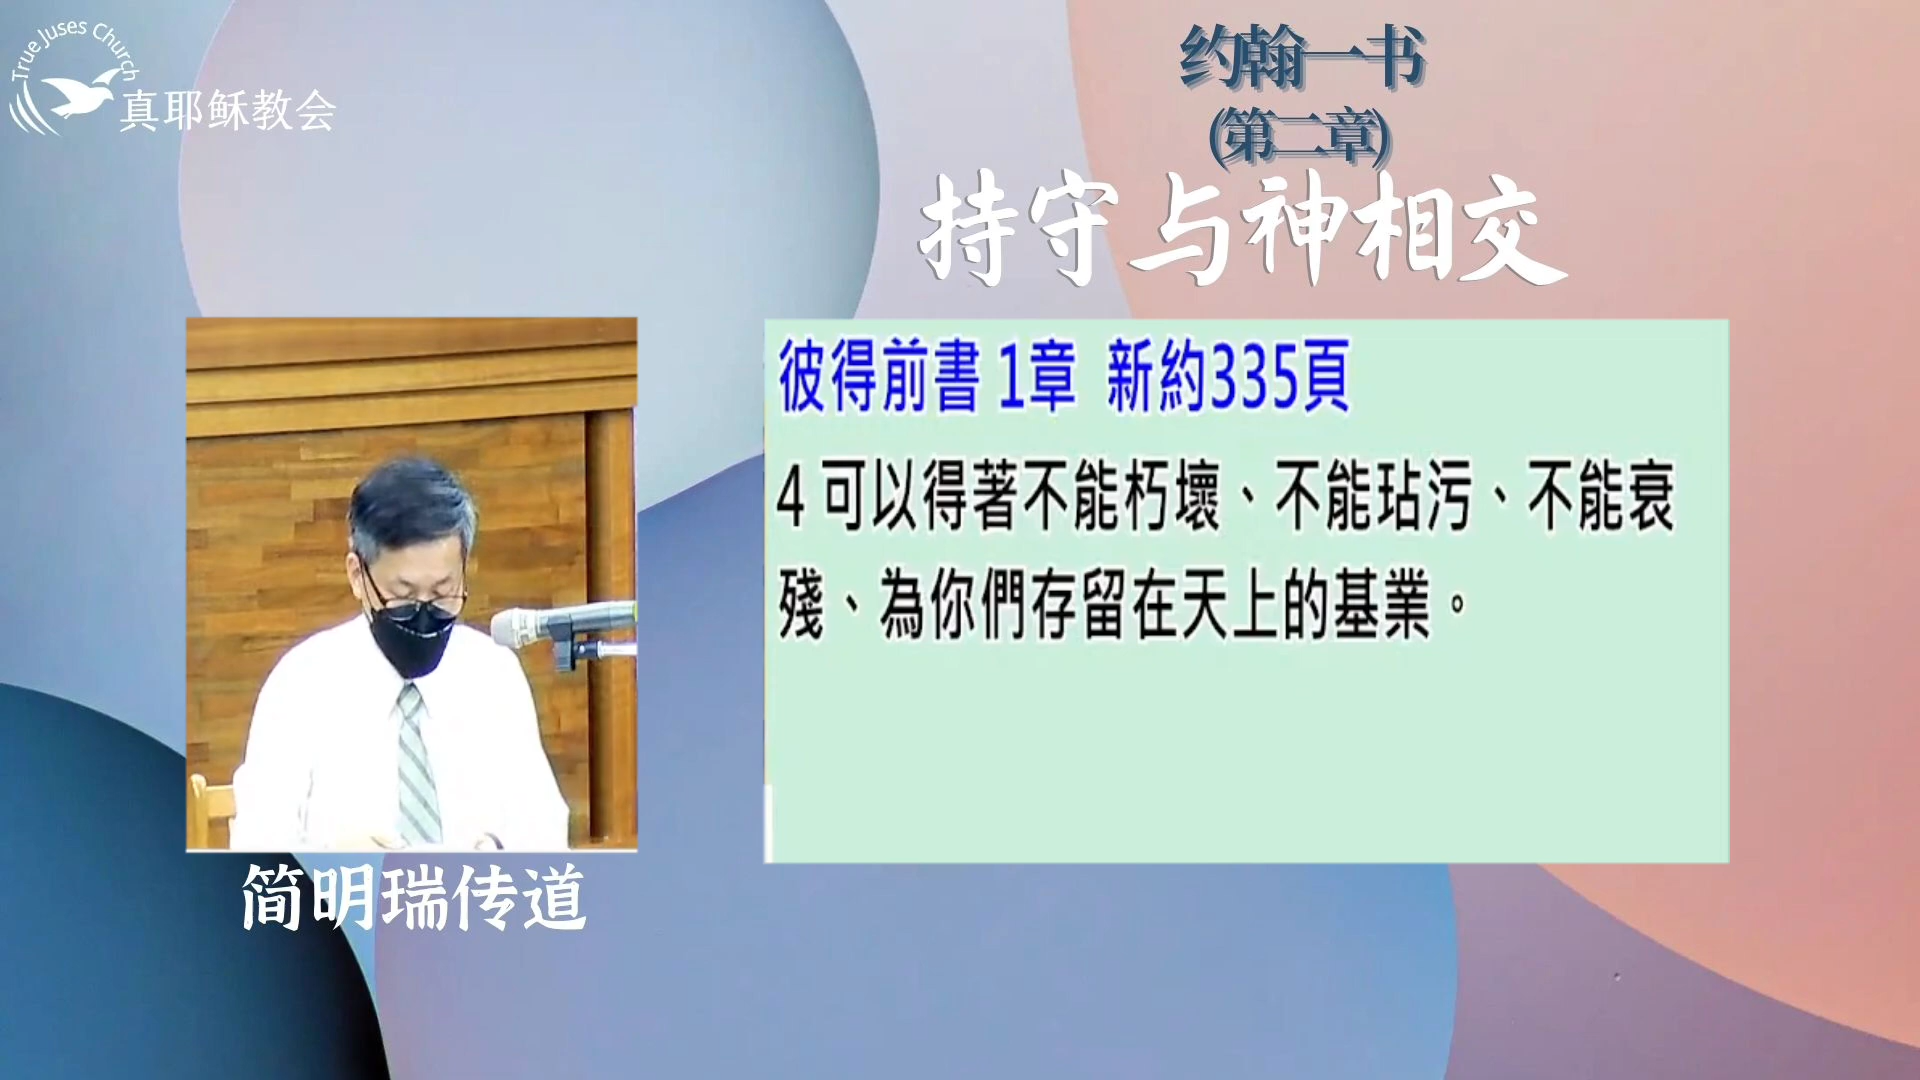 True Juses Church
真耶稣教会
约翰一书
(第二章)
持守与神相交
彼得前書 1章 新約335頁
4 可以得著不能朽壞、不能玷污、不能衰
殘、為你們存留在天上的基業。
简明瑞传道